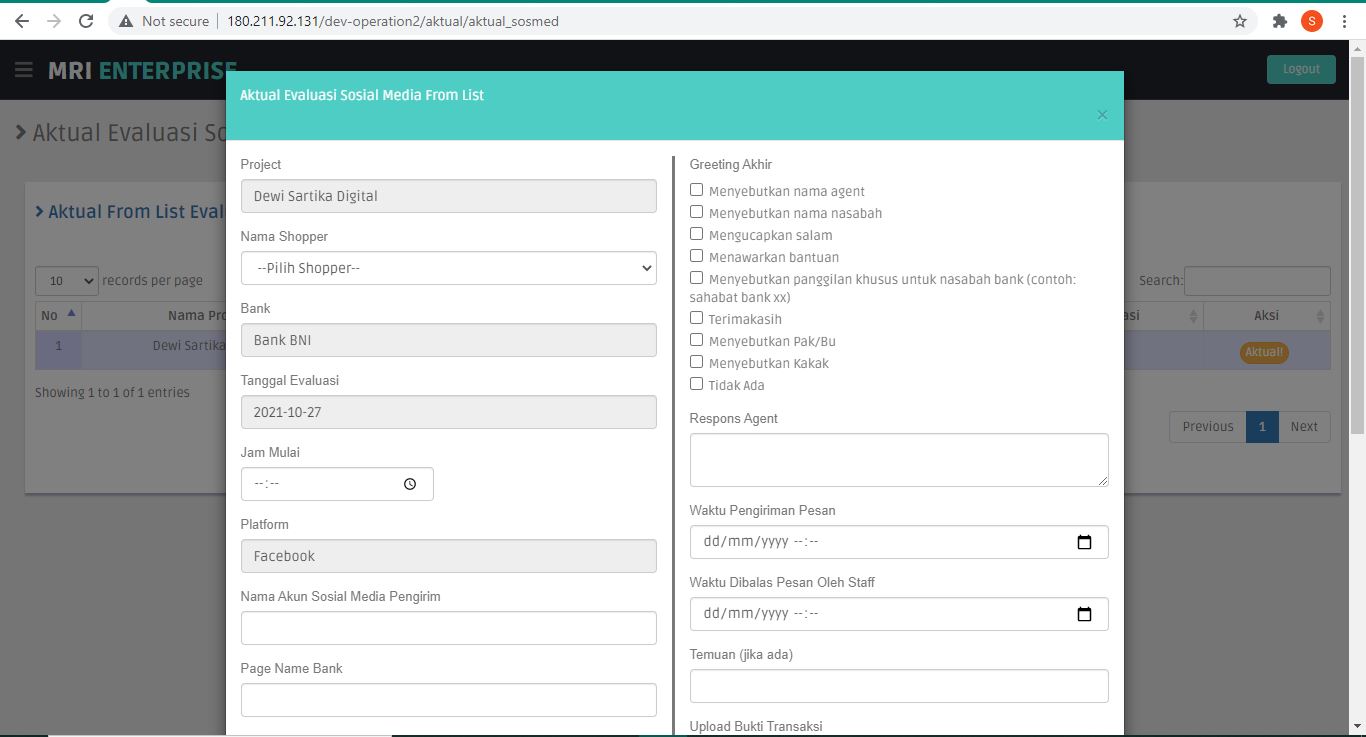 Not secure
180.211.92.131/dev-operation2/aktual/aktual_sosmed
S
MRI ENTERPRISE
Logout
Aktual Evaluasi So
Aktual From List Eval
10
records per page
Search:
No
Nama Pro
asi
Aksi
1
Dewi Sartika
Aktual!
Showing 1 to 1 of 1 entries
Previous
1
Next
Aktual Evaluasi Sosial Media From List
×
Project
Dewi Sartika Digital
Nama Shopper
--Pilih Shopper--
Bank
Bank BNI
Tanggal Evaluasi
2021-10-27
Jam Mulai
--:--
Platform
Facebook
Nama Akun Sosial Media Pengirim
Page Name Bank
Greeting Akhir
Menyebutkan nama agent
Menyebutkan nama nasabah
Mengucapkan salam
Menawarkan bantuan
Menyebutkan panggilan khusus untuk nasabah bank (contoh:
sahabat bank xx)
Terimakasih
Menyebutkan Pak/Bu
Menyebutkan Kakak
Tidak Ada
Respons Agent
Waktu Pengiriman Pesan
dd/mm/yyyy --:--
Waktu Dibalas Pesan Oleh Staff
dd/mm/yyyy --:--
Temuan (jika ada)
Upload Bukti Transaksi